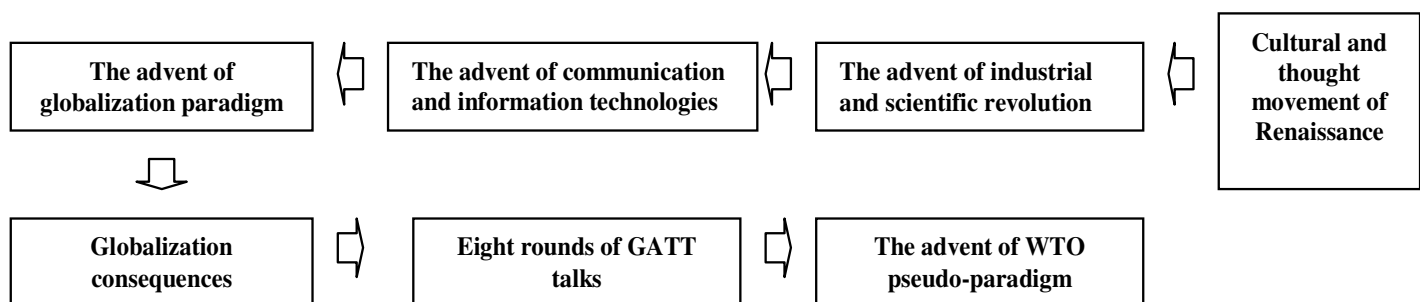 The advent of
globalization paradigm
The advent of communication
and information technologies
The advent of industrial
and scientific revolution
Cultural and
thought
movement of
Renaissance
Globalization
consequences
Eight rounds of GATT
talks
The advent of WTO
pseudo-paradigm